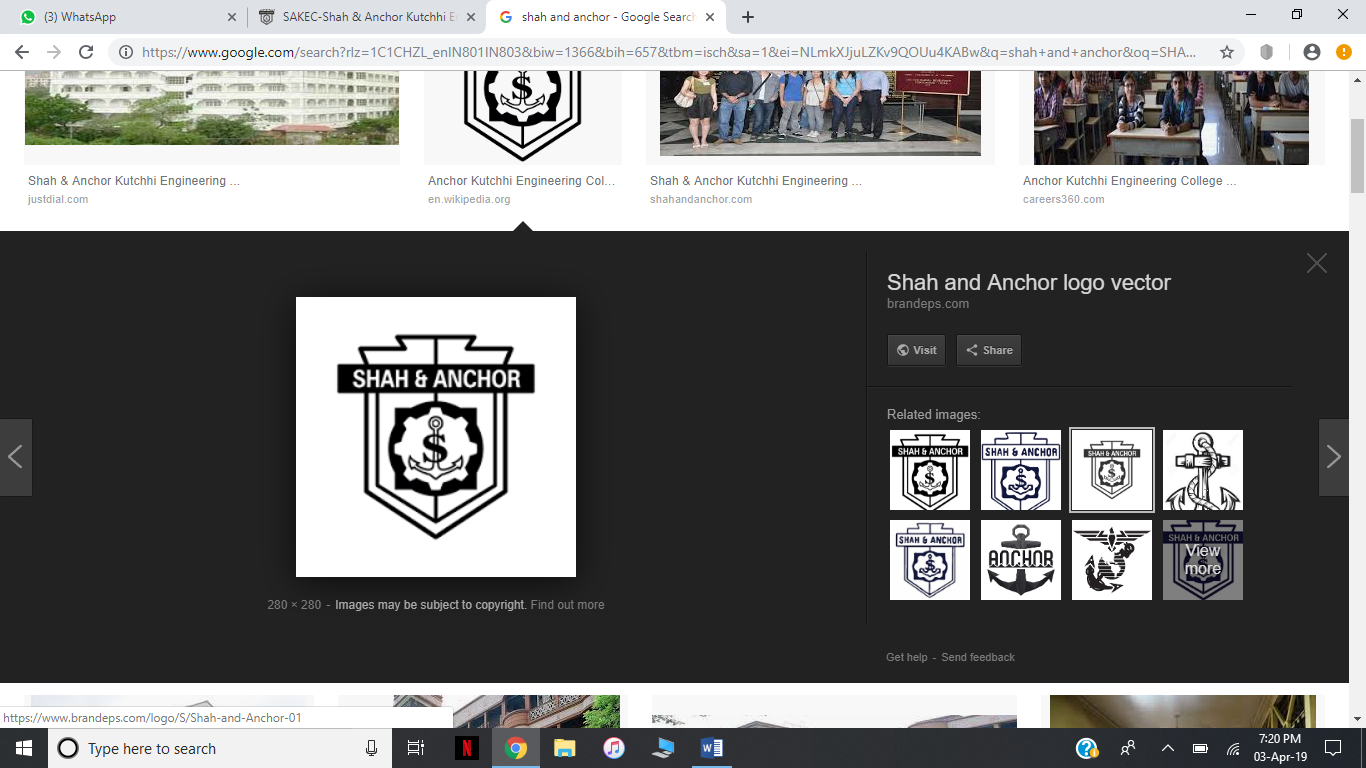 (3) WhatsApp
SAKEC-Shah & Anchor Kutchhi E
shah and anchor - Google Search
https://www.google.com/search?rlz=1C1CHZL_enIN801IN803&biw=1366&bih=657&tbm=isch&sa=1&ei=NLmkXJjuLZKv9QOUu4KABw&q=shah+and+anchor&oq=SHA...
S
Shah & Anchor Kutchhi Engineering ...
justdial.com
Anchor Kutchhi Engineering Col...
en.wikipedia.org
Shah & Anchor Kutchhi Engineering ...
shahandanchor.com
Anchor Kutchhi Engineering College ...
careers360.com
SHAH & ANCHOR
S
280 × 280 - Images may be subject to copyright. Find out more
Shah and Anchor logo vector
brandeps.com
Visit
Share
Related images:
SHAH & ANCHOR
SHAH & ANCHOR
SHAH & ANCHOR
SHAH & ANCHOR
ANCHOR
SHAH & ANCHOR
View
more
Get help - Send feedback
https://www.brandeps.com/logo/S/Shah-and-Anchor-01
Type here to search
7:20 PM
03-Apr-19